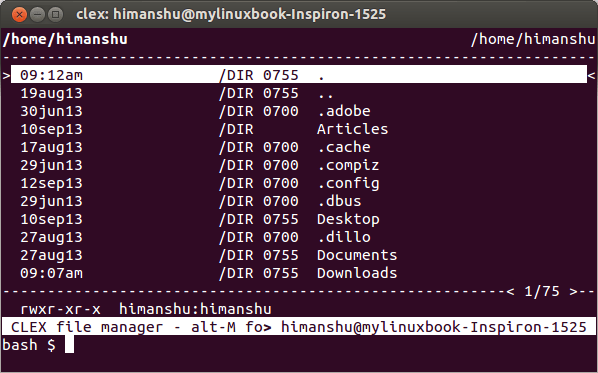 clex: himanshu@mylinuxbook-Inspiron-1525
/home/himanshu /home/himanshu
--------------------------------------------------------------------
> 09:12am /DIR 0755 . <
19aug13 /DIR 0755 ..
30jun13 /DIR 0700 .adobe
10sep13 /DIR Articles
17aug13 /DIR 0700 .cache
29jun13 /DIR 0700 .compiz
12sep13 /DIR 0700 .config
29jun13 /DIR 0700 .dbus
10sep13 /DIR 0755 Desktop
27aug13 /DIR 0700 .dillo
27aug13 /DIR 0755 Documents
09:07am /DIR 0755 Downloads
---------------------------------------------------------< 1/75 >--
rwxr-xr-x himanshu:himanshu
CLEX file manager - alt-M fo> himanshu@mylinuxbook-Inspiron-1525
bash $